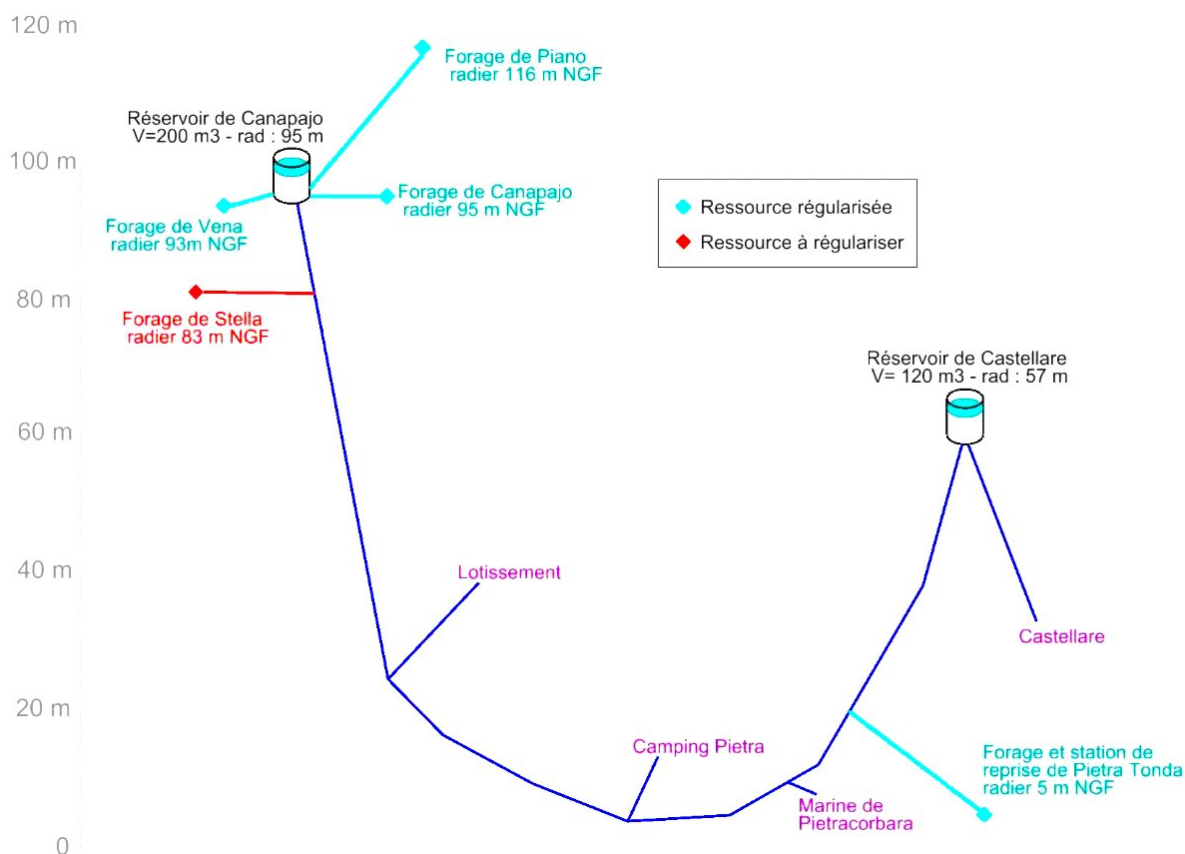 120 m
Forage de Piano
radier 116 m NGF
Réservoir de Canapajo
V=200 m3 - rad : 95 m
100 m
Forage de Canapajo
radier 95 m NGF
Ressource régularisée
Ressource à régulariser
Forage de Vena
radier 93m NGF
80 m
Forage de Stella
radier 83 m NGF
Réservoir de Castellare
V= 120 m3 - rad : 57 m
60 m
40 m
Lotissement
Castellare
20 m
Camping Pietra
Forage et station de
reprise de Pietra Tonda
radier 5 m NGF
Marine de
Pietracorbara
0